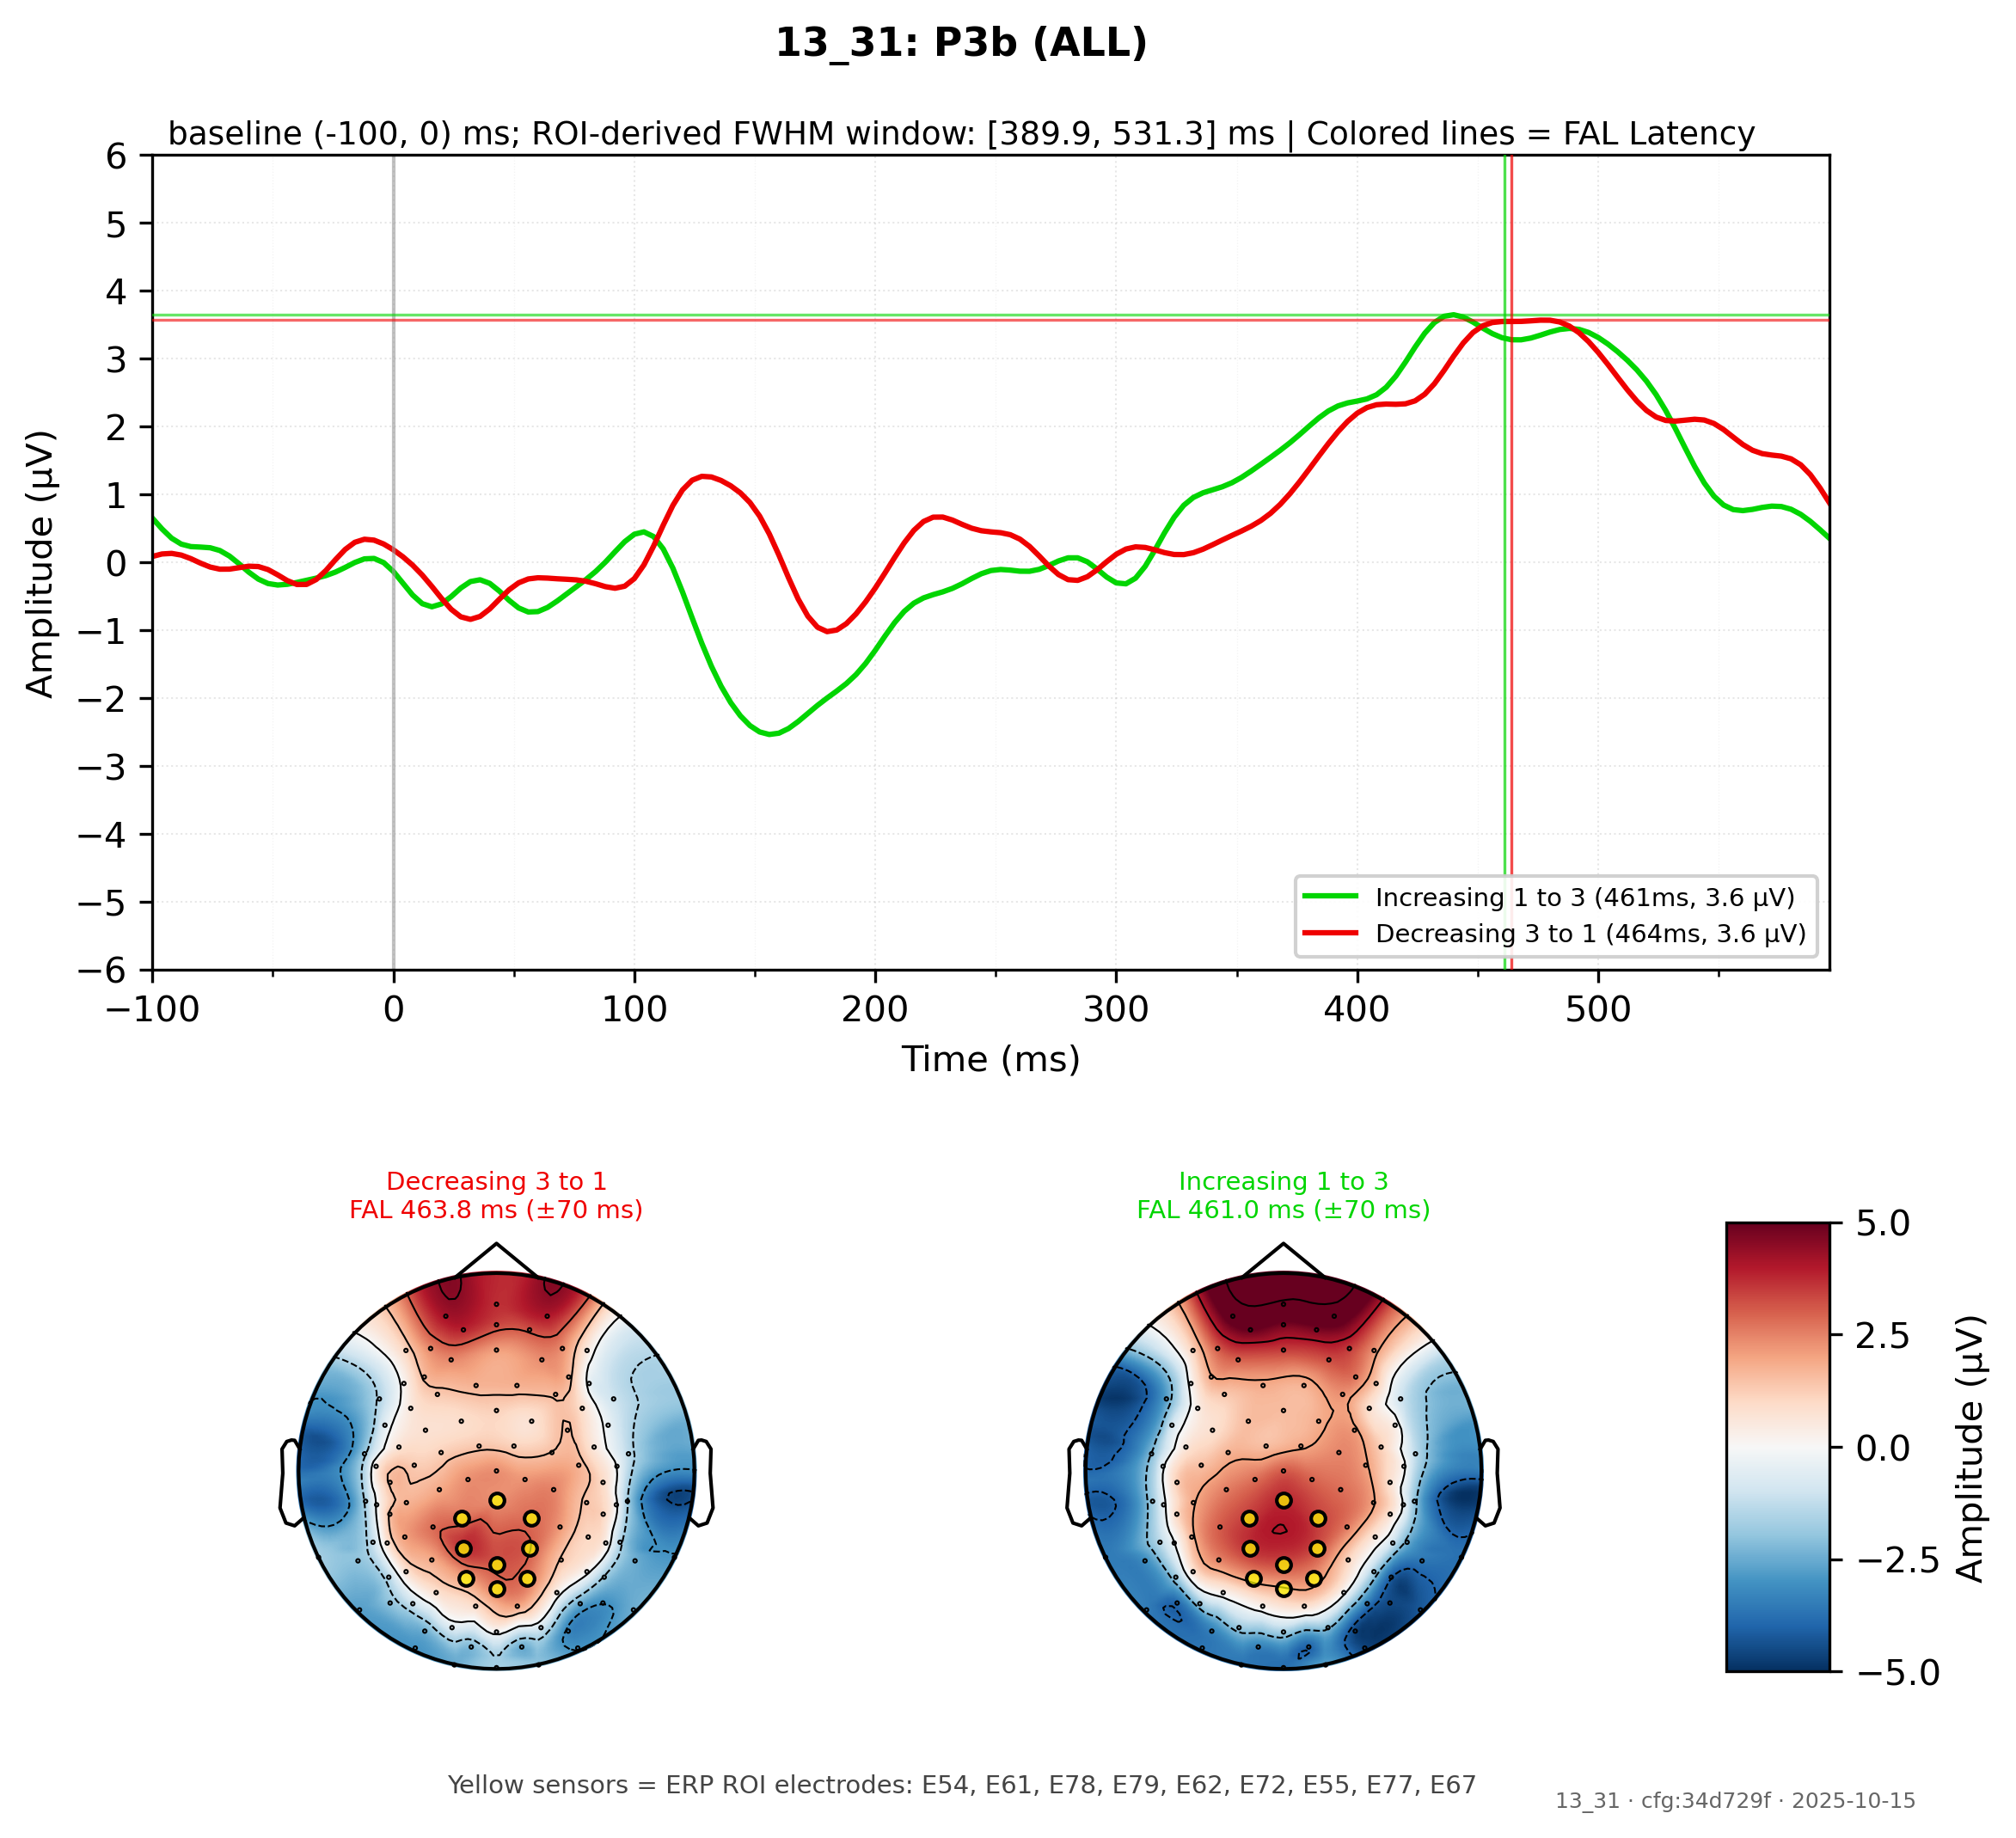 13_31: P3b (ALL)
baseline (-100, 0) ms; ROI-derived FWHM window: [389.9, 531.3] ms | Colored lines = FAL Latency
6
5
4
3
2
1
0
−1
−2
−3
−4
−5
−6
Amplitude (µV)
Increasing 1 to 3 (461ms, 3.6 µV)
Decreasing 3 to 1 (464ms, 3.6 µV)
−100 0 100 200 300 400 500
Time (ms)
Decreasing 3 to 1
FAL 463.8 ms (±70 ms)
Increasing 1 to 3
FAL 461.0 ms (±70 ms)
5.0
2.5
0.0
−2.5
−5.0
Amplitude (µV)
Yellow sensors = ERP ROI electrodes: E54, E61, E78, E79, E62, E72, E55, E77, E67
13_31 · cfg:34d729f · 2025-10-15